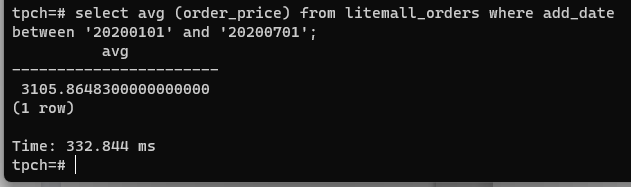 tpch=# select avg (order_price) from litemall_orders where add_date
between '20200101' and '20200701';
avg
-----------------------
3105.8648300000000000
(1 row)
Time: 332.844 ms
tpch=#